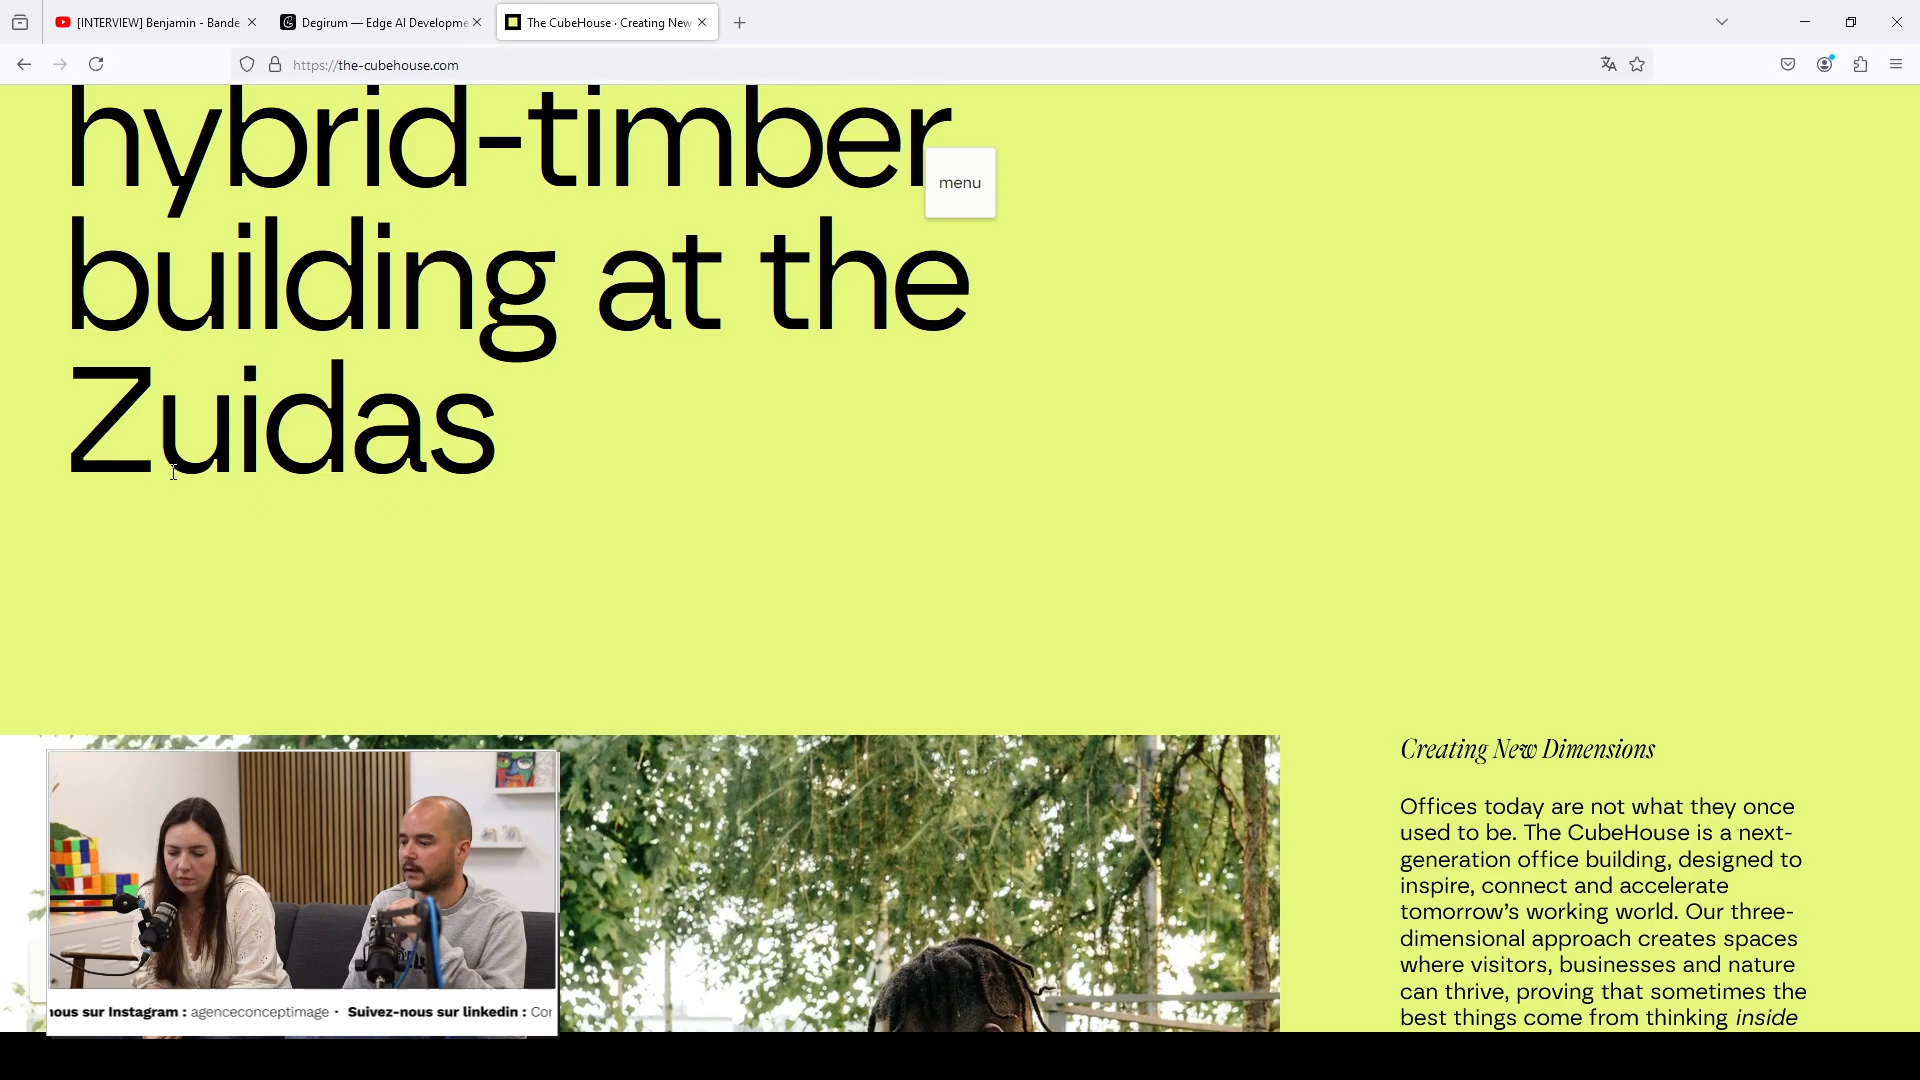 [INTERVIEW] Benjamin - Bande
Degirum — Edge AI Developme
The CubeHouse · Creating New
https://the-cubehouse.com
hybrid-timber
menu
building at the
Zuidas
Creating New Dimensions
Offices today are not what they once
used to be. The CubeHouse is a next-
generation office building, designed to
inspire, connect and accelerate
tomorrow's working world. Our three-
dimensional approach creates spaces
where visitors, businesses and nature
can thrive, proving that sometimes the
best things come from thinking inside
nous sur Instagram : agenceconceptimage · Suivez-nous sur linkedin : Cor